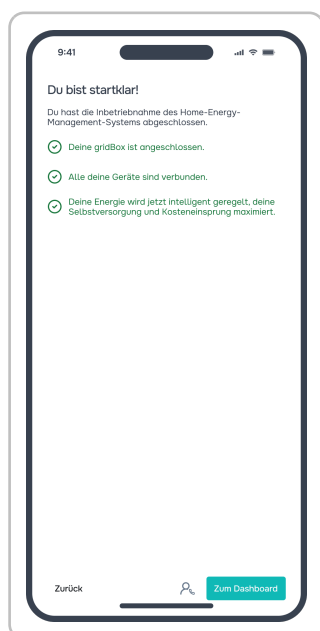 9:41
Du bist startklar!
Du hast die Inbetriebnahme des Home-Energy-
Management-Systems abgeschlossen.
Deine gridBox ist angeschlossen.
Alle deine Geräte sind verbunden.
Deine Energie wird jetzt intelligent geregelt, deine
Selbstversorgung und Kosteneinsprung maximiert.
Zurück
Zum Dashboard